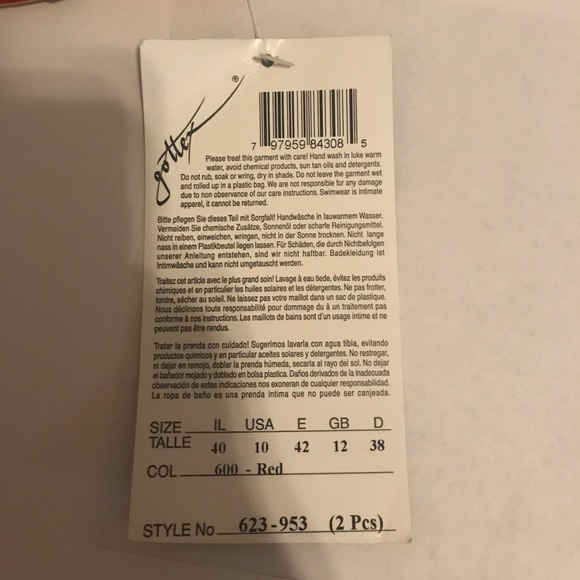 gottex ®
7 97959 84308 5
Please treat this garment with care! Hand wash in luke warm
water, avoid chemical products, sun tan oils and detergents.
Do not rub, soak or wring, dry in shade. Do not leave the garment wet
and rolled up in a plastic bag. We are not responsible for any damage
due to non observance of our care instructions. Swimwear is intimate
apparel, it cannot be returned.
Bitte pflegen Sie dieses Teil mit Sorgfalt! Handwäsche in lauwarmem Wasser.
Vermeiden Sie chemische Zusätze, Sonnenöl oder scharfe Reinigungsmittel.
Nicht reiben, einweichen, wringen, nicht in der Sonne trocknen. Nicht lange
nass in einem Plastikbeutel liegen lassen. Für Schäden, die durch Nichtbefolgen
unserer Anleitung entstehen, sind wir nicht haftbar. Badekleidung ist
Intimwäsche und kann nicht umgetauscht werden.
Traitez cet article avec le plus grand soin! Lavage à eau tiede, évitez les produits
chimiques et en particulier les huiles solaires et les détergents. Ne pas frotter,
tordre, sécher au soleil. Ne laissez pas votre maillot dans un sac de plastique.
Nous déclinons toute responsabilité pour dommage du à un traitement pas
conforme à nos instructions. Les maillots de bains sont d'un usage intime et ne
peuvent pas être rendus.
Tratar la prenda con cuidado! Sugerimos lavarla con agua tibia, evitando
productos quimicos y en particular aceites solares y detergentes. No restregar,
ni dejar en remojo, doblar la prenda húmeda, secarla al rayo del sol. No dejar
el bañador mojado y doblado en bolsa plastica. Daños derivados de la inadecuada
observación de estas indicaciones nos exoneran de cualquier responsabilidad.
La ropa de baño es una prenda intima que no puede ser canjeada.
SIZE IL USA E GB D
TALLE 40 10 42 12 38
COL 600 - Red
STYLE No 623-953 (2 Pcs)